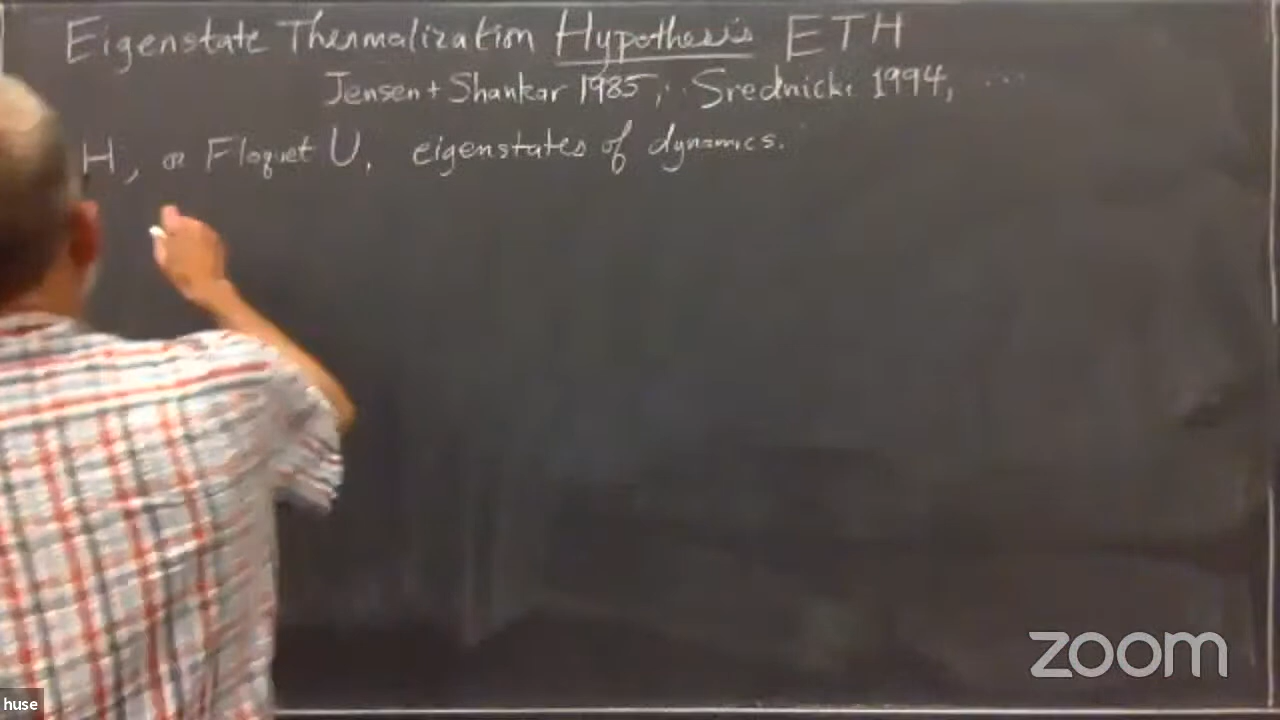 Eigenstate Thermalization Hypothesis ETH
Jensen + Shankar 1985, Srednicki 1994, ...
H, or Floquet U, eigenstates of dynamics.
zoom
huse